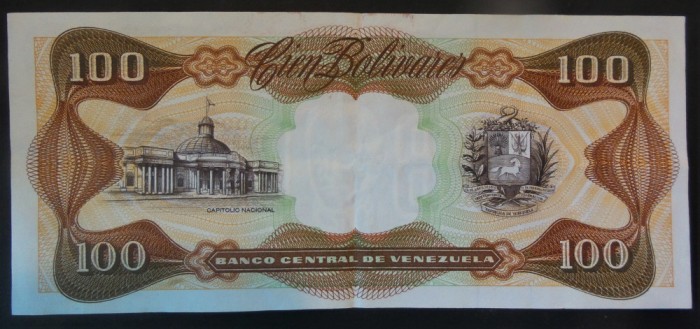 100 Cien Bolívares 100
CAPITOLIO NACIONAL
100 BANCO CENTRAL DE VENEZUELA 100